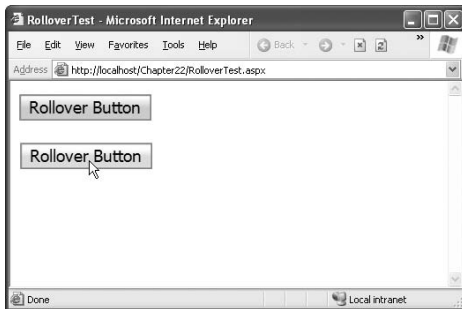 RolloverTest - Microsoft Internet Explorer
File Edit View Favorites Tools Help Back 2 »
Address http://localhost/Chapter22/RolloverTest.aspx
Rollover Button
Rollover Button
Done Local intranet